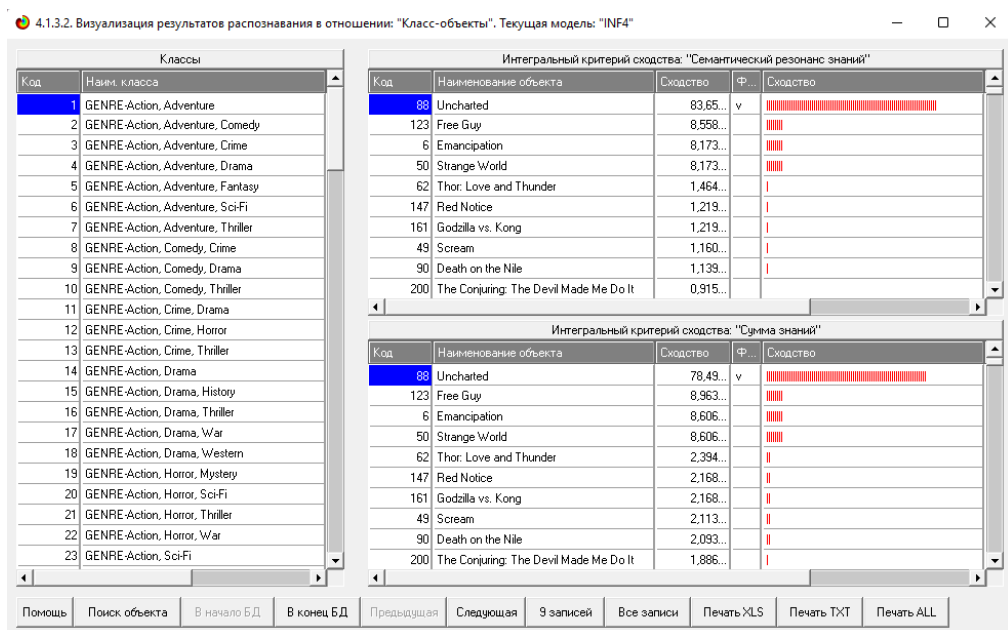 4.1.3.2. Визуализация результатов распознавания в отношении: "Класс-объекты". Текущая модель: "INF4"
Классы
Код Наим. класса
1 GENRE-Action, Adventure
2 GENRE-Action, Adventure, Comedy
3 GENRE-Action, Adventure, Crime
4 GENRE-Action, Adventure, Drama
5 GENRE-Action, Adventure, Fantasy
6 GENRE-Action, Adventure, Sci-Fi
7 GENRE-Action, Adventure, Thriller
8 GENRE-Action, Comedy, Crime
9 GENRE-Action, Comedy, Drama
10 GENRE-Action, Comedy, Thriller
11 GENRE-Action, Crime, Drama
12 GENRE-Action, Crime, Horror
13 GENRE-Action, Crime, Thriller
14 GENRE-Action, Drama
15 GENRE-Action, Drama, History
16 GENRE-Action, Drama, Thriller
17 GENRE-Action, Drama, War
18 GENRE-Action, Drama, Western
19 GENRE-Action, Horror, Mystery
20 GENRE-Action, Horror, Sci-Fi
21 GENRE-Action, Horror, Thriller
22 GENRE-Action, Horror, War
23 GENRE-Action, Sci-Fi
Интегральный критерий сходства: "Семантический резонанс знаний"
Код Наименование объекта Сходство Ф... Сходство
88 Uncharted 83,65... v
123 Free Guy 8,558...
6 Emancipation 8,173...
50 Strange World 8,173...
62 Thor: Love and Thunder 1,464...
147 Red Notice 1,219...
161 Godzilla vs. Kong 1,219...
49 Scream 1,160...
90 Death on the Nile 1,139...
200 The Conjuring: The Devil Made Me Do It 0,915...
Интегральный критерий сходства: "Сумма знаний"
Код Наименование объекта Сходство Ф... Сходство
88 Uncharted 78,49... v
123 Free Guy 8,963...
6 Emancipation 8,606...
50 Strange World 8,606...
62 Thor: Love and Thunder 2,394...
147 Red Notice 2,168...
161 Godzilla vs. Kong 2,168...
49 Scream 2,113...
90 Death on the Nile 2,093...
200 The Conjuring: The Devil Made Me Do It 1,886...
Помощь Поиск объекта В начало БД В конец БД Предыдущая Следующая 9 записей Все записи Печать XLS Печать TXT Печать ALL